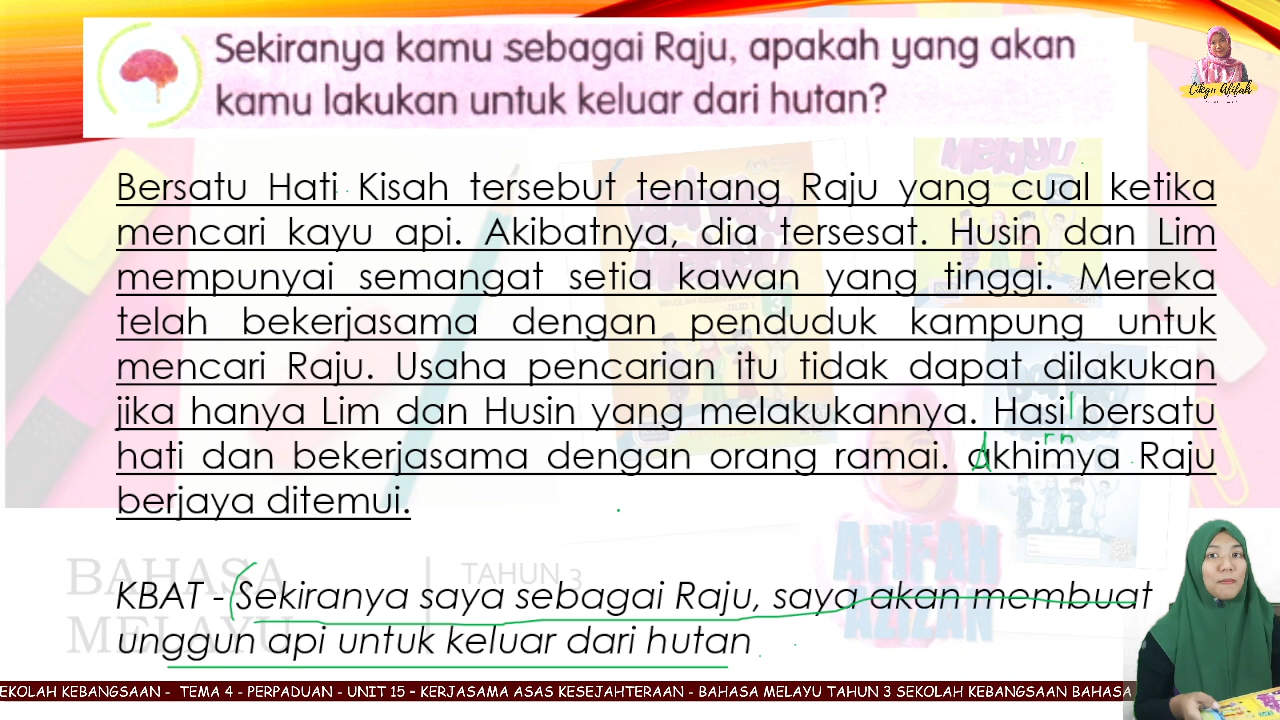 Sekiranya kamu sebagai Raju, apakah yang akan
kamu lakukan untuk keluar dari hutan?
Cikgu Afifah
Melayu
Bersatu Hati Kisah tersebut tentang Raju yang cual ketika
mencari kayu api. Akibatnya, dia tersesat. Husin dan Lim
mempunyai semangat setia kawan yang tinggi. Mereka
telah bekerjasama dengan penduduk kampung untuk
mencari Raju. Usaha pencarian itu tidak dapat dilakukan
jika hanya Lim dan Husin yang melakukannya. Hasil bersatu
rn
hati dan bekerjasama dengan orang ramai. akhimya Raju
berjaya ditemui.
AFIFAH
AZIZAN
BAHASA
MELAYU
TAHUN 3
KBAT - Sekiranya saya sebagai Raju, saya akan membuat
unggun api untuk keluar dari hutan
EKOLAH KEBANGSAAN - TEMA 4 - PERPADUAN - UNIT 15 - KERJASAMA ASAS KESEJAHTERAAN - BAHASA MELAYU TAHUN 3 SEKOLAH KEBANGSAAN BAHASA